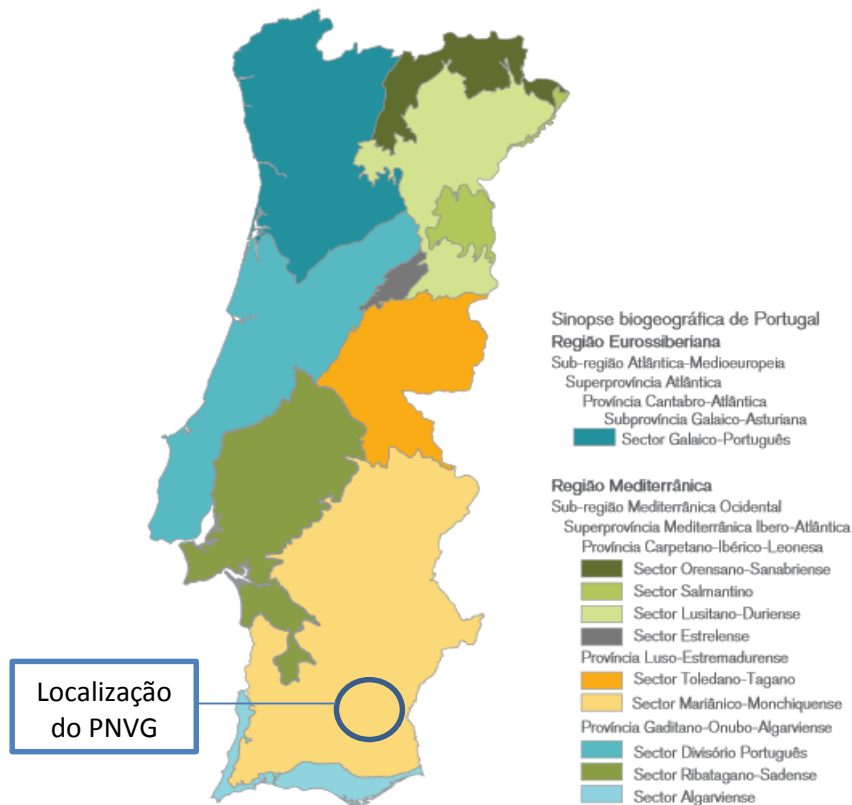 Sinopse biogeográfica de Portugal
Região Eurossiberiana
Sub-região Atlântica-Medioeuropeia
Superprovíncia Atlântica
Província Cantabro-Atlântica
Subprovíncia Galaico-Asturiana
Sector Galaico-Português
Região Mediterrânica
Sub-região Mediterrânica Ocidental
Superprovíncia Mediterrânica Ibero-Atlântica
Província Carpetano-Ibérico-Leonesa
Sector Orensano-Sanabriense
Sector Salmantino
Sector Lusitano-Duriense
Sector Estrelense
Província Luso-Estremadurense
Sector Toledano-Tagano
Sector Mariânico-Monchiquense
Província Gaditano-Onubo-Algarviense
Sector Divisório Português
Sector Ribatagano-Sadense
Sector Algarviense
Localização
do PNVG